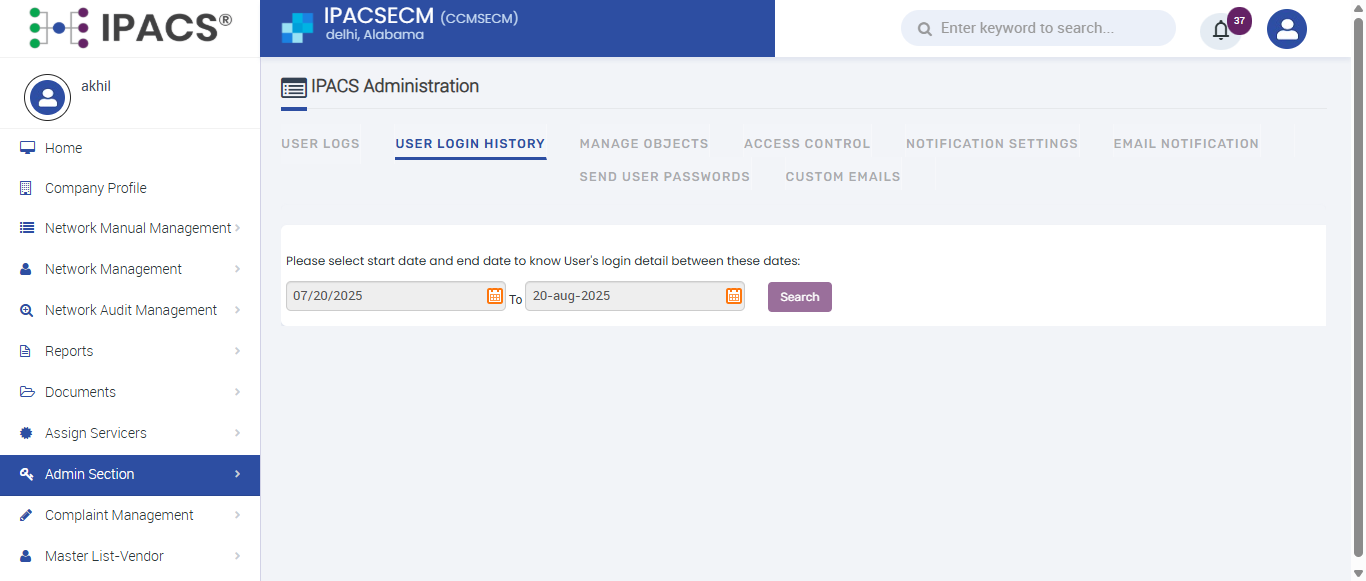 IPACS®
IPACSECM (CCMSECM)
delhi, Alabama
Enter keyword to search...
37
akhil
Home
Company Profile
Network Manual Management
Network Management
Network Audit Management
Reports
Documents
Assign Servicers
Admin Section
Complaint Management
Master List-Vendor
IPACS Administration
USER LOGS USER LOGIN HISTORY MANAGE OBJECTS ACCESS CONTROL NOTIFICATION SETTINGS EMAIL NOTIFICATION
SEND USER PASSWORDS CUSTOM EMAILS
Please select start date and end date to know User's login detail between these dates:
07/20/2025 To 20-aug-2025 Search